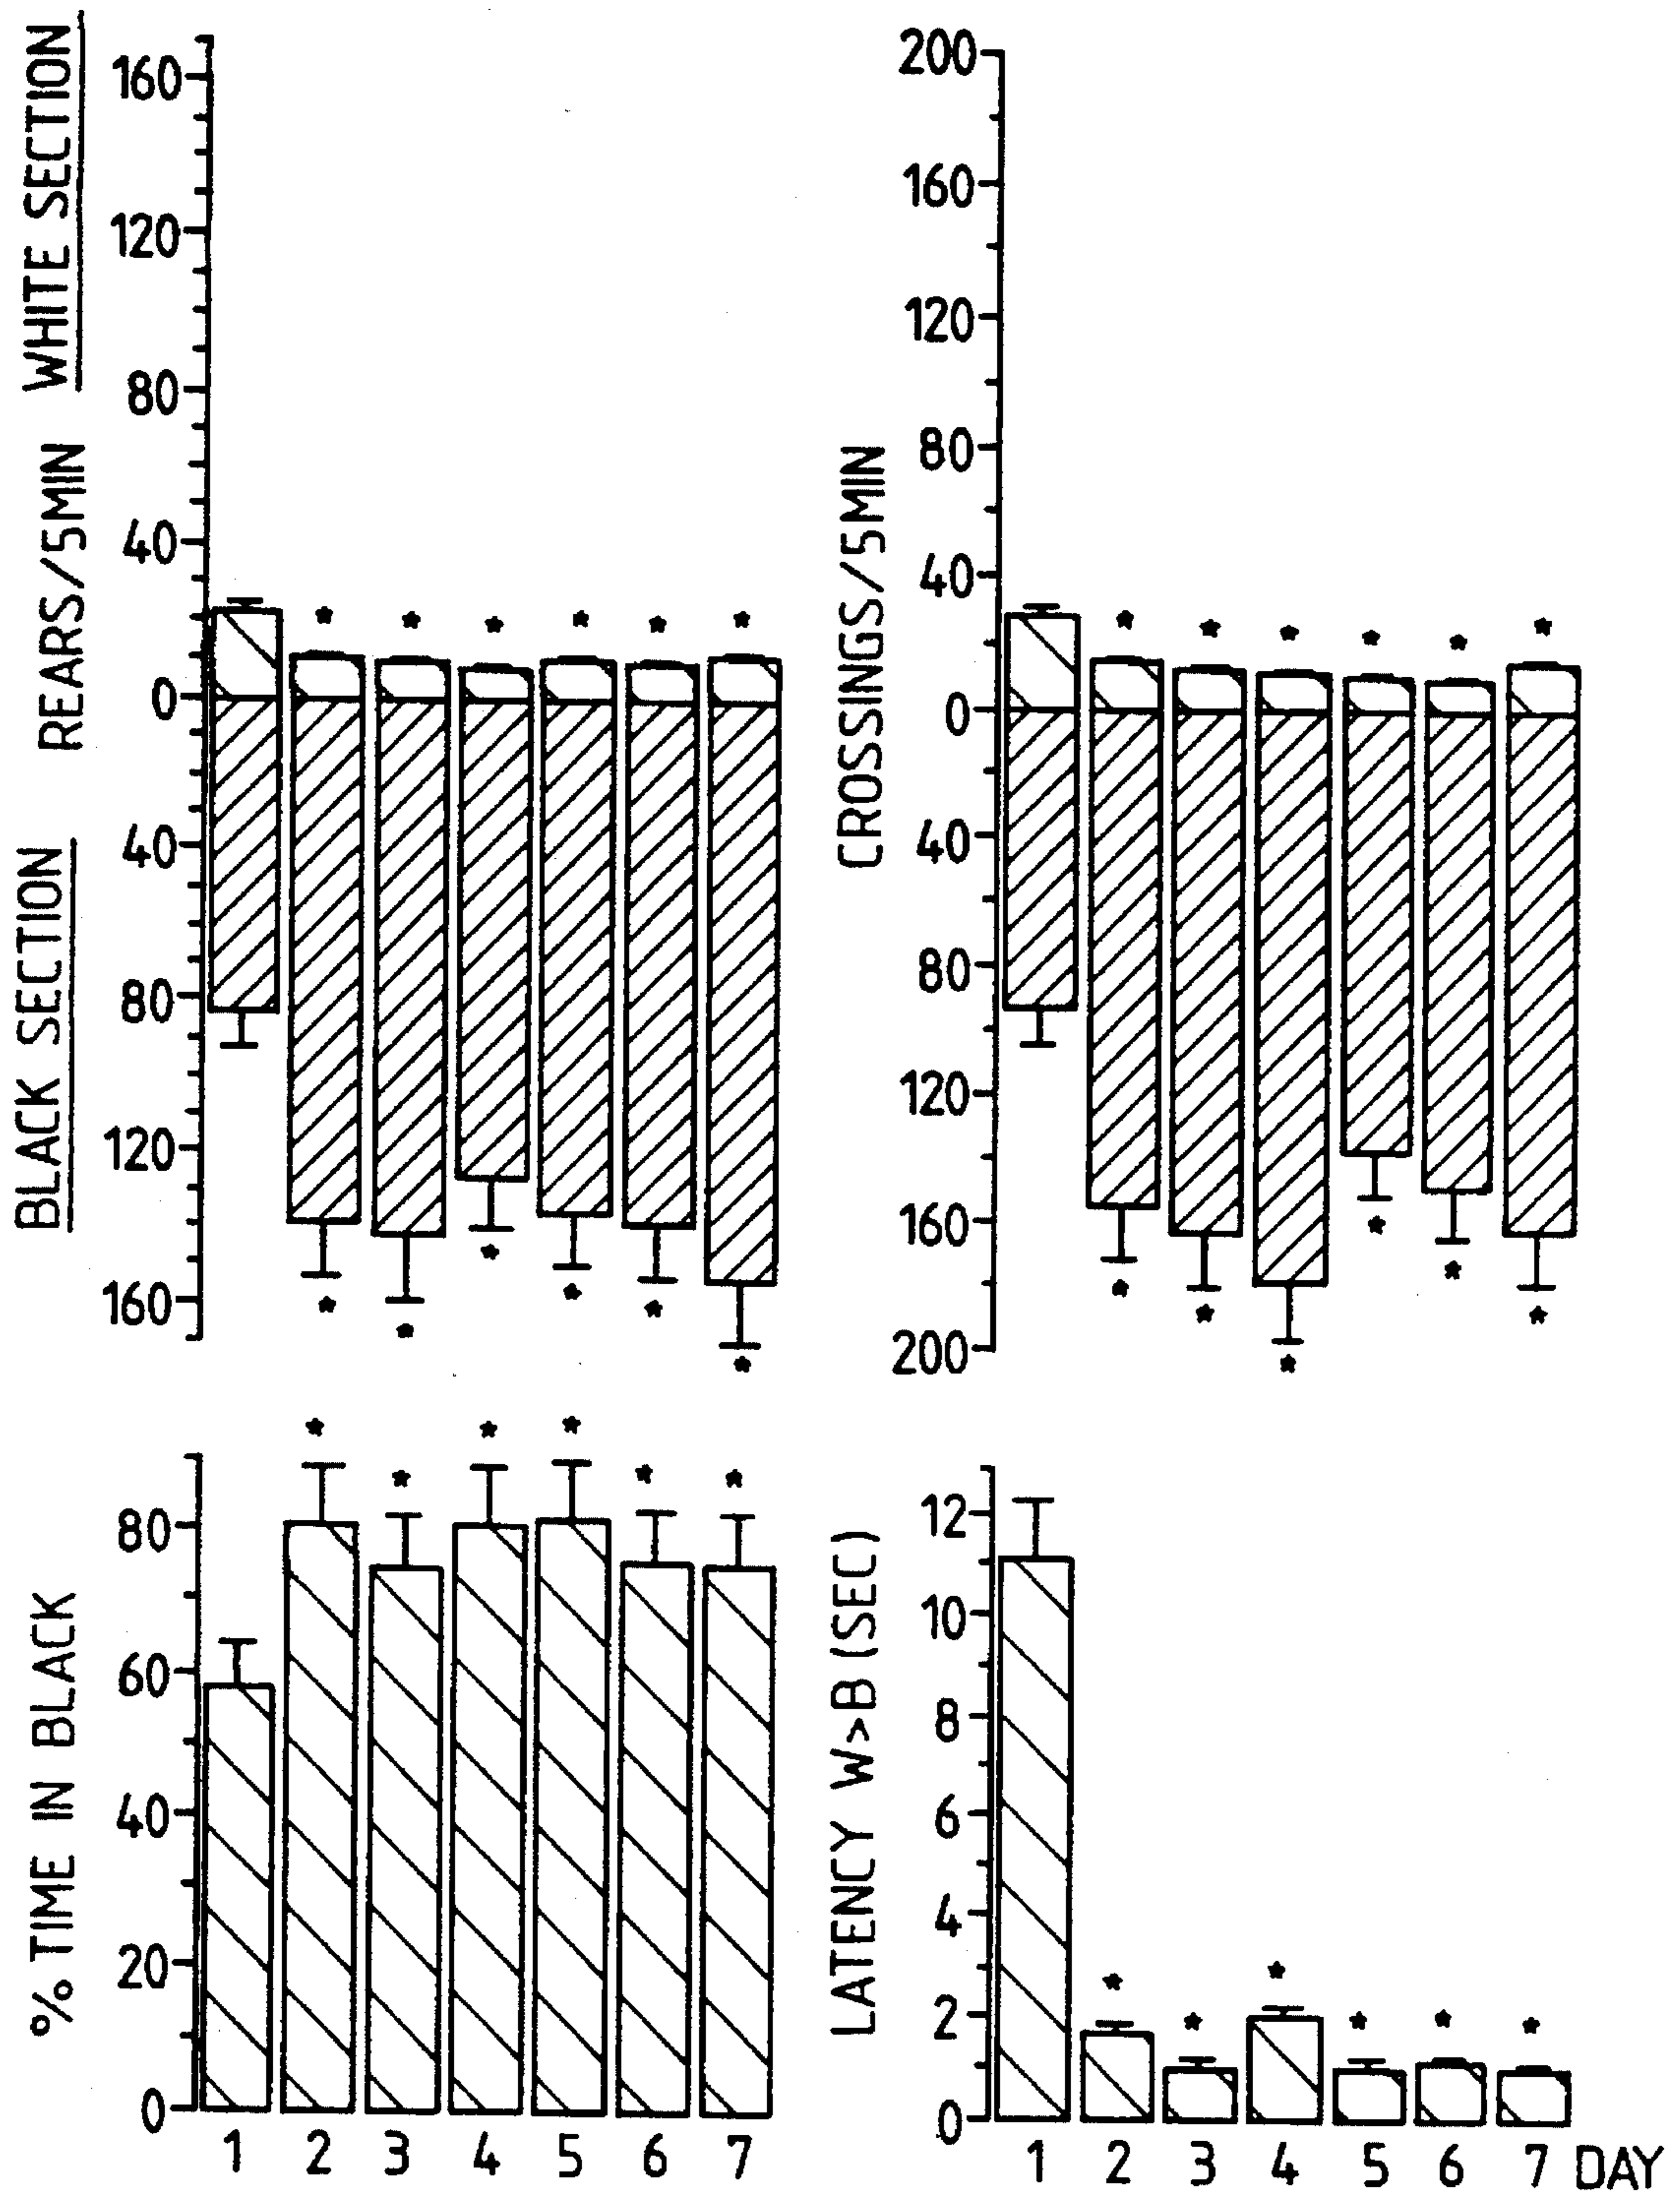 WHITE SECTION
REARS/5MIN
BLACK SECTION
160
120
80
40
0
40
80
120
160
* * * * * *
* * * * * *
CROSSINGS/5MIN
200
160
120
80
40
0
40
80
120
160
200
* * * * * *
* * * * * *
% TIME IN BLACK
80
60
40
20
0
* * * * * *
1 2 3 4 5 6 7
LATENCY W>B (SEC)
12
10
8
6
4
2
0
* * * * * *
1 2 3 4 5 6 7 DAY